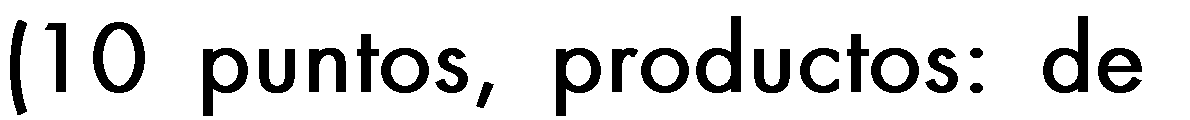 (10 puntos, productos: de